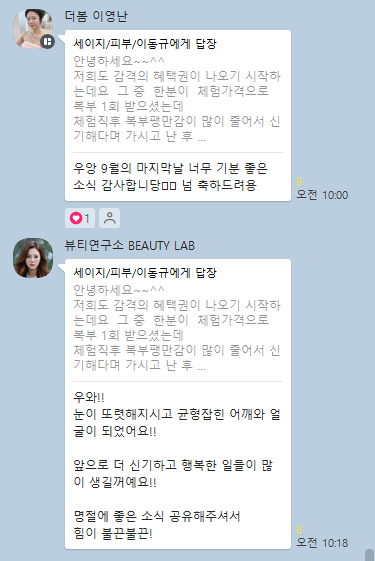 더봄 이영난
세이지/피부/이동규에게 답장
안녕하세요~~^^
저희도 감격의 혜택권이 나오기 시작하
는데요 그 중 한분이 체험가격으로
복부 1회 받으셨는데
체험직후 복부팽만감이 많이 줄어서 신
기해다며 가시고 난 후 ...
우앙 9월의 마지막날 너무 기분 좋은
소식 감사합니당▯▯ 넘 축하드려용
6
오전 10:00
1
뷰티연구소 BEAUTY LAB
세이지/피부/이동규에게 답장
안녕하세요~~^^
저희도 감격의 혜택권이 나오기 시작하
는데요 그 중 한분이 체험가격으로
복부 1회 받으셨는데
체험직후 복부팽만감이 많이 줄어서 신
기해다며 가시고 난 후 ...
우와!!
눈이 또렷해지시고 균형잡힌 어깨와 얼
굴이 되었어요!!
앞으로 더 신기하고 행복한 일들이 많
이 생길꺼예요!!
명절에 좋은 소식 공유해주셔서
힘이 불끈불끈!
6
오전 10:18